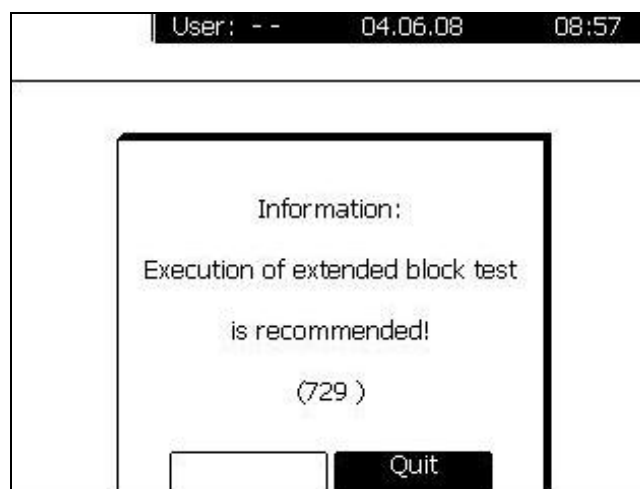 User: - - 04.06.08 08:57
Information:
Execution of extended block test
is recommended!
(729 )
Quit